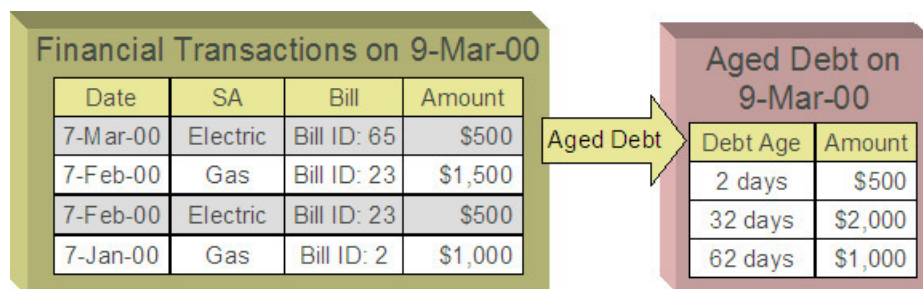 Financial Transactions on 9-Mar-00
Date SA Bill Amount
7-Mar-00 Electric Bill ID: 65 $500
7-Feb-00 Gas Bill ID: 23 $1,500
7-Feb-00 Electric Bill ID: 23 $500
7-Jan-00 Gas Bill ID: 2 $1,000
Aged Debt
Aged Debt on
9-Mar-00
Debt Age Amount
2 days $500
32 days $2,000
62 days $1,000